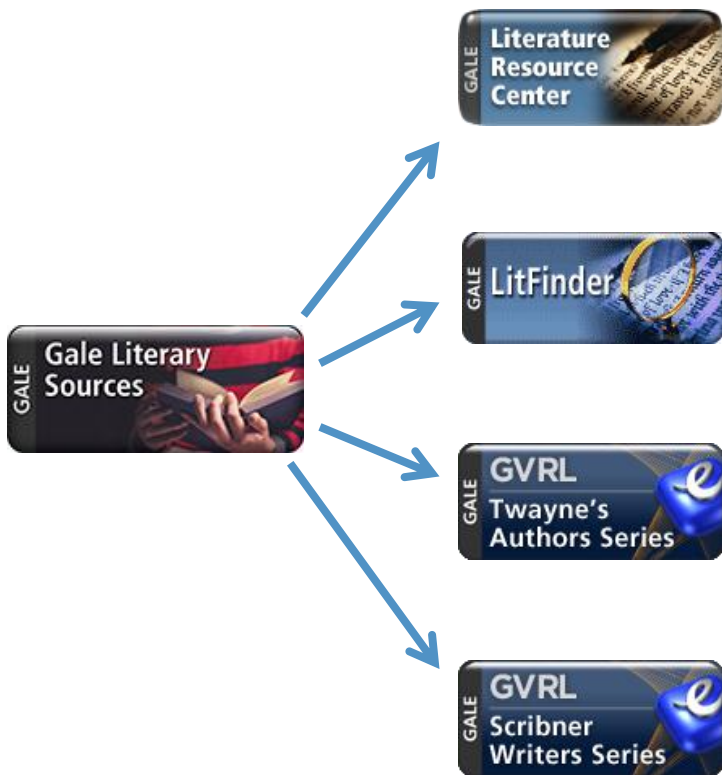 GALE
Literature
Resource
Center
GALE
LitFinder
GALE
Gale Literary
Sources
GALE
GVRL
Twayne's
Authors Series
GALE
GVRL
Scribner
Writers Series